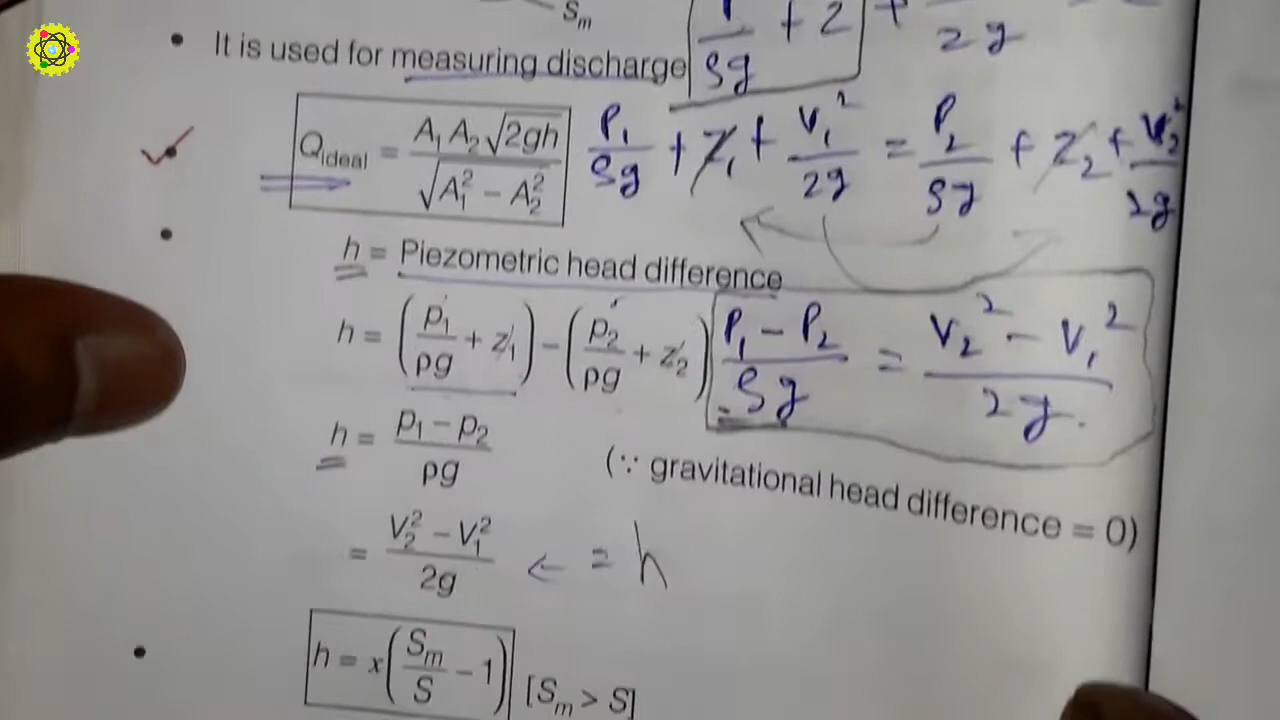 S_m
P/ρg + Z + /2g
• It is used for measuring discharge
• Q_ideal = A₁A₂√2gh / √A₁² − A₂²
P₁/ρg + Z₁ + V₁²/2g = P₂/ρg + Z₂ + V₂²/2g
• h = Piezometric head difference
h = (p₁/ρg + z₁) − (p₂/ρg + z₂)
P₁ − P₂/ρg = V₂² − V₁²/2g.
h = p₁ − p₂/ρg (∵ gravitational head difference = 0)
= V₂² − V₁²/2g ← = h
• h = x(S_m/S − 1) [S_m > S]